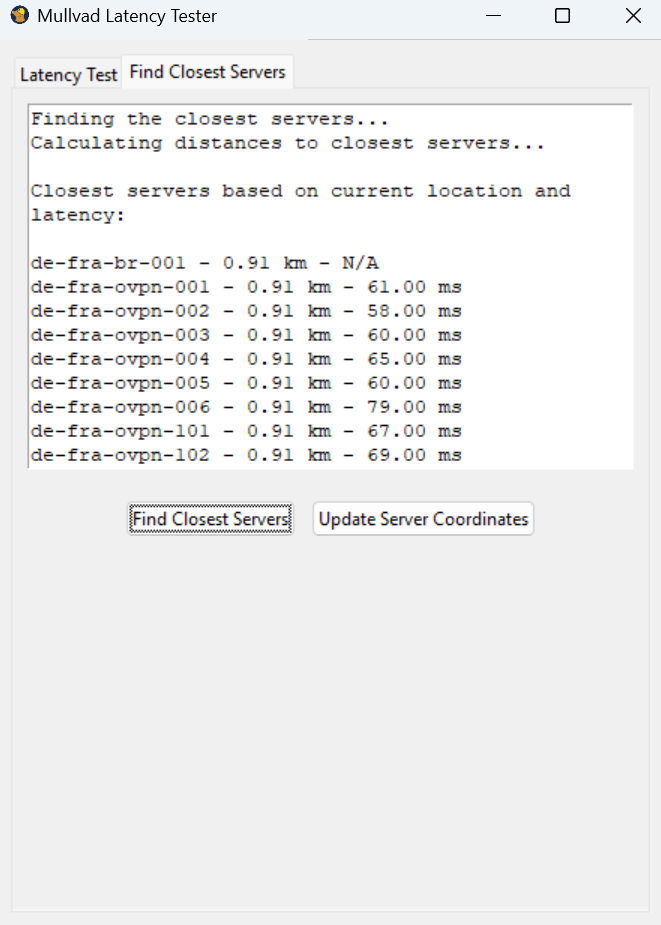 Mullvad Latency Tester
Latency Test
Find Closest Servers
Finding the closest servers...
Calculating distances to closest servers...
Closest servers based on current location and
latency:
de-fra-br-001 - 0.91 km - N/A
de-fra-ovpn-001 - 0.91 km - 61.00 ms
de-fra-ovpn-002 - 0.91 km - 58.00 ms
de-fra-ovpn-003 - 0.91 km - 60.00 ms
de-fra-ovpn-004 - 0.91 km - 65.00 ms
de-fra-ovpn-005 - 0.91 km - 60.00 ms
de-fra-ovpn-006 - 0.91 km - 79.00 ms
de-fra-ovpn-101 - 0.91 km - 67.00 ms
de-fra-ovpn-102 - 0.91 km - 69.00 ms
Find Closest Servers
Update Server Coordinates